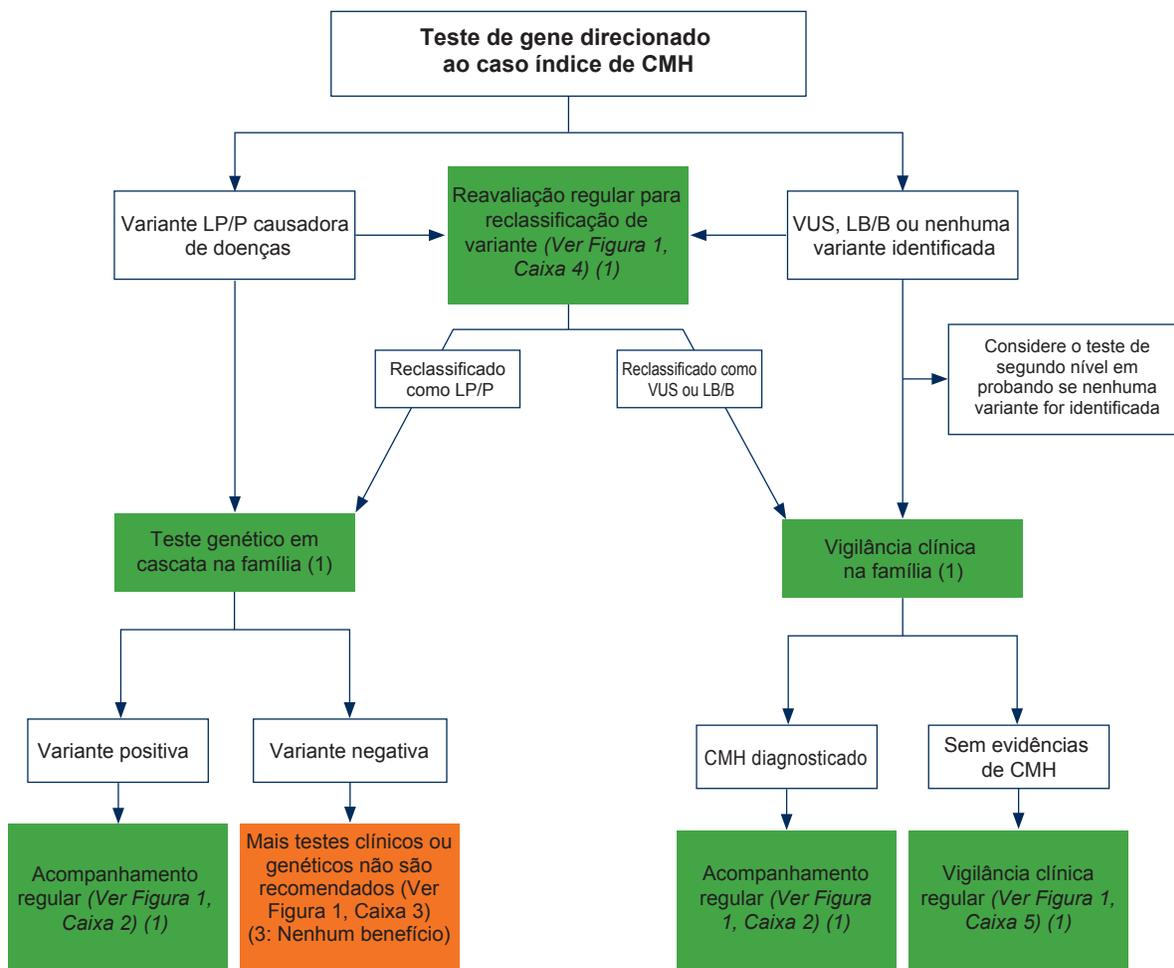 Teste de gene direcionado
ao caso índice de CMH
Variante LP/P causadora
de doenças
Reavaliação regular para
reclassificação de
variante (Ver Figura 1,
Caixa 4) (1)
VUS, LB/B ou nenhuma
variante identificada
Reclassificado
como LP/P
Reclassificado como
VUS ou LB/B
Considere o teste de
segundo nível em
probando se nenhuma
variante for identificada
Teste genético em
cascata na família (1)
Vigilância clínica
na família (1)
Variante positiva
Variante negativa
CMH diagnosticado
Sem evidências
de CMH
Acompanhamento
regular (Ver Figura 1,
Caixa 2) (1)
Mais testes clínicos ou
genéticos não são
recomendados (Ver
Figura 1, Caixa 3)
(3: Nenhum benefício)
Acompanhamento
regular (Ver Figura
1, Caixa 2) (1)
Vigilância clínica
regular (Ver Figura 1,
Caixa 5) (1)